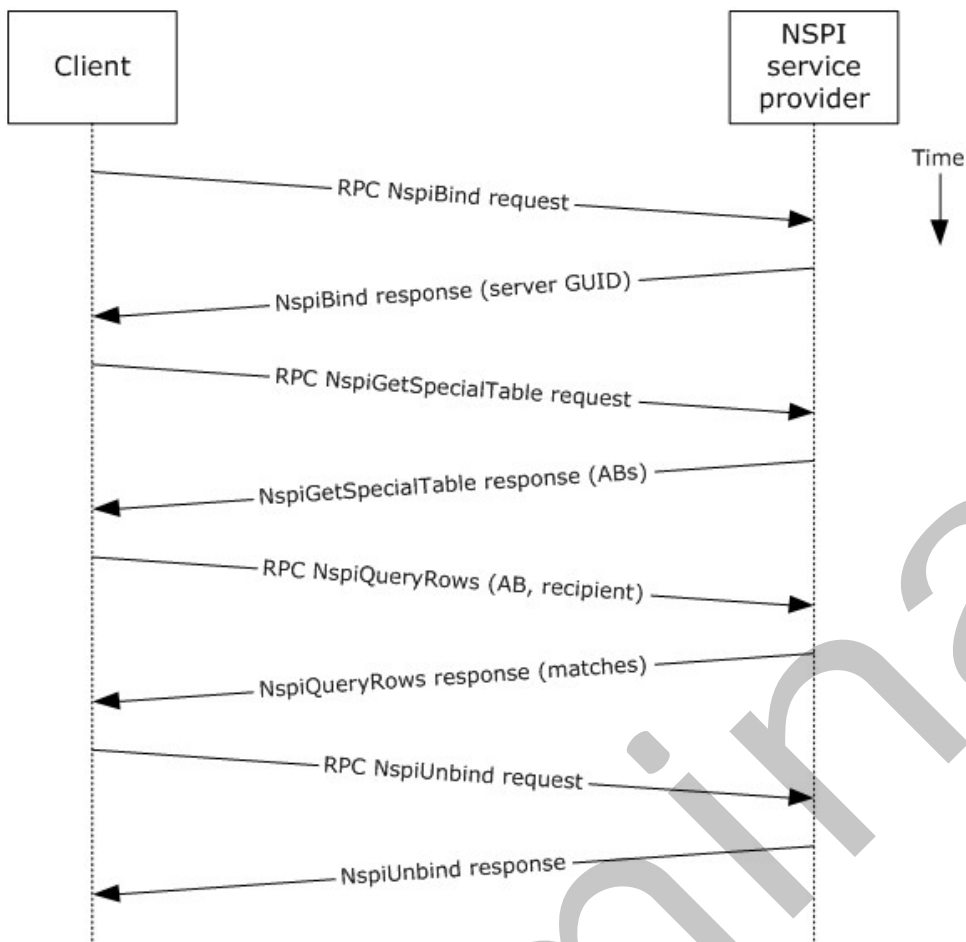 Client
NSPI
service
provider
Time
RPC NspiBind request
NspiBind response (server GUID)
RPC NspiGetSpecialTable request
NspiGetSpecialTable response (ABs)
RPC NspiQueryRows (AB, recipient)
NspiQueryRows response (matches)
RPC NspiUnbind request
NspiUnbind response